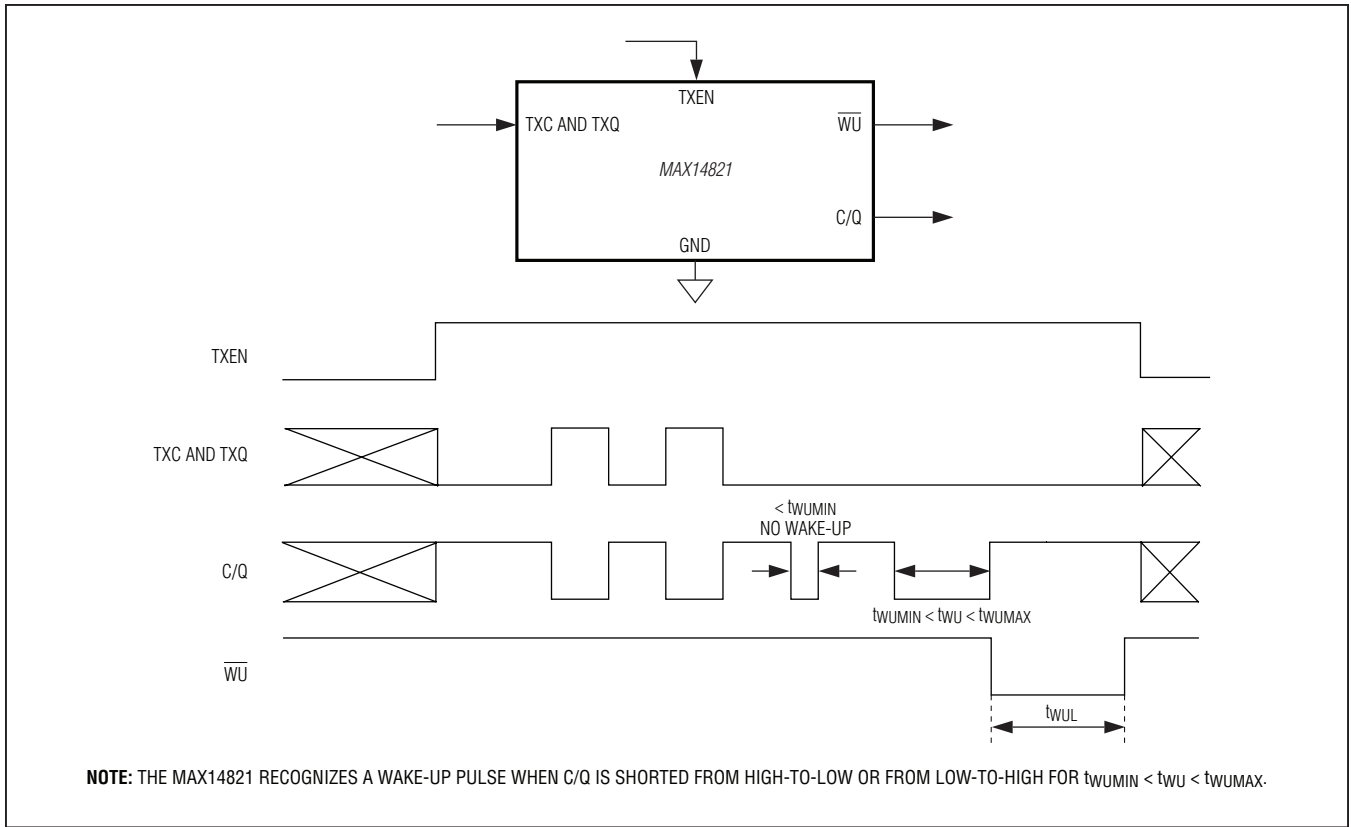 TXEN
TXC AND TXQ
WU
MAX14821
C/Q
GND
TXEN
TXC AND TXQ
< tWUMIN
NO WAKE-UP
C/Q
tWUMIN < tWU < tWUMAX
WU
tWUL
NOTE: THE MAX14821 RECOGNIZES A WAKE-UP PULSE WHEN C/Q IS SHORTED FROM HIGH-TO-LOW OR FROM LOW-TO-HIGH FOR tWUMIN < tWU < tWUMAX.